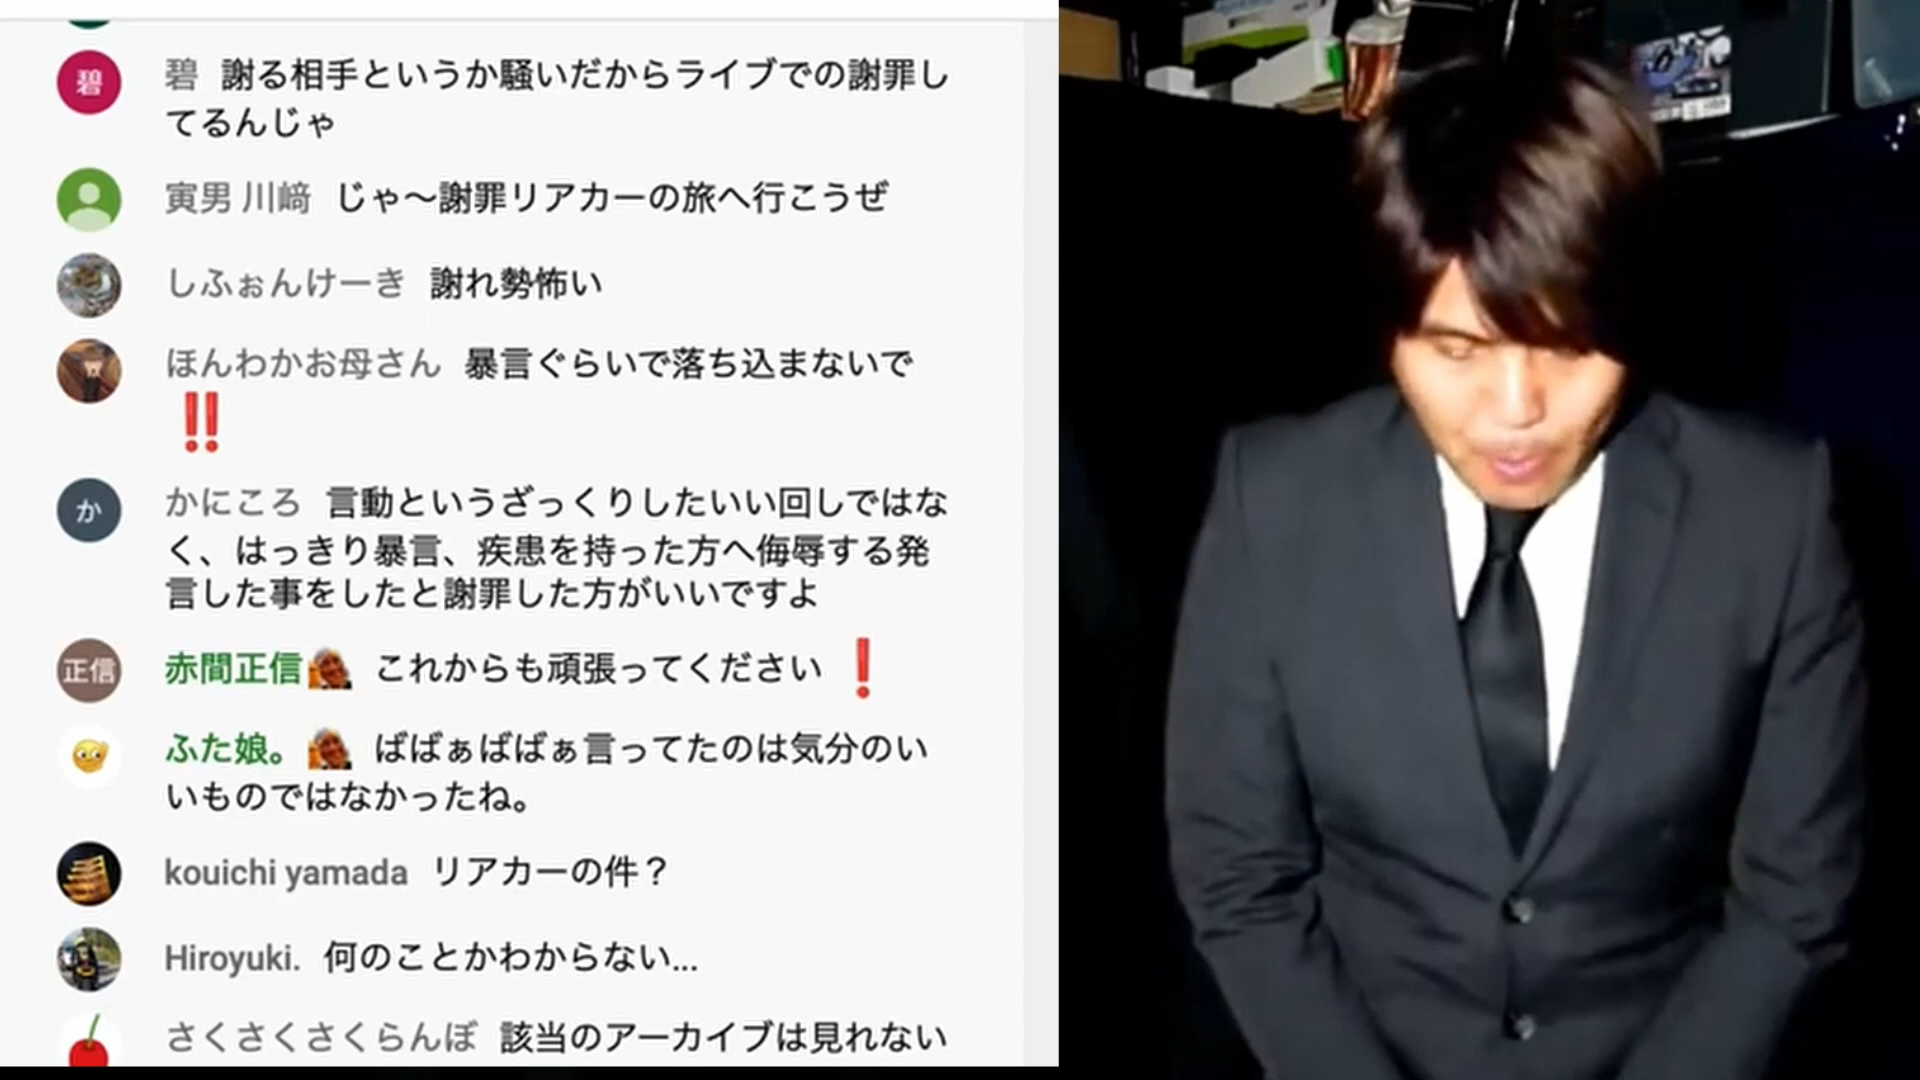 碧 碧 謝る相手というか騒いだからライブでの謝罪し
てるんじゃ
寅男 川﨑 じゃ〜謝罪リアカーの旅へ行こうぜ
しふぉんけーき 謝れ勢怖い
ほんわかお母さん 暴言ぐらいで落ち込まないで
‼
か かにころ 言動というざっくりしたいい回しではな
く、はっきり暴言、疾患を持った方へ侮辱する発
言した事をしたと謝罪した方がいいですよ
正信 赤間正信 これからも頑張ってください❗
ふた娘。 ばばぁばばぁ言ってたのは気分のい
いものではなかったね。
kouichi yamada リアカーの件？
Hiroyuki. 何のことかわからない...
さくさくさくらんぼ 該当のアーカイブは見れない